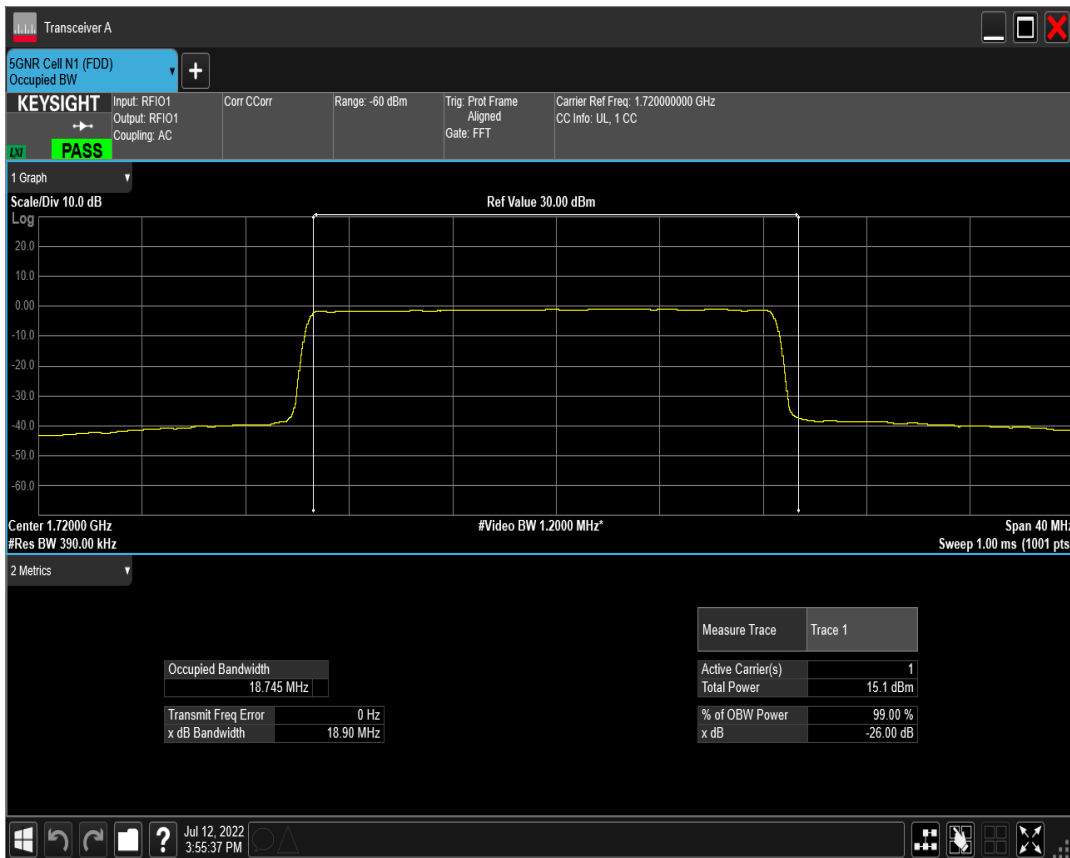 Transceiver A
5GNR Cell N1 (FDD)
Occupied BW
+
KEYSIGHT
LXI
PASS
Input: RFIO1
Output: RFIO1
Coupling: AC
Corr CCorr
Range: -60 dBm
Trig: Prot Frame
Aligned
Gate: FFT
Carrier Ref Freq: 1.720000000 GHz
CC Info: UL, 1 CC
1 Graph
Scale/Div 10.0 dB
Ref Value 30.00 dBm
Log
20.0
10.0
0.00
-10.0
-20.0
-30.0
-40.0
-50.0
-60.0
Center 1.72000 GHz
#Video BW 1.2000 MHz*
Span 40 MHz
#Res BW 390.00 kHz
Sweep 1.00 ms (1001 pts
2 Metrics
Measure Trace Trace 1
Occupied Bandwidth
18.745 MHz
Transmit Freq Error 0 Hz
x dB Bandwidth 18.90 MHz
Active Carrier(s) 1
Total Power 15.1 dBm
% of OBW Power 99.00 %
x dB -26.00 dB
?
Jul 12, 2022
3:55:37 PM